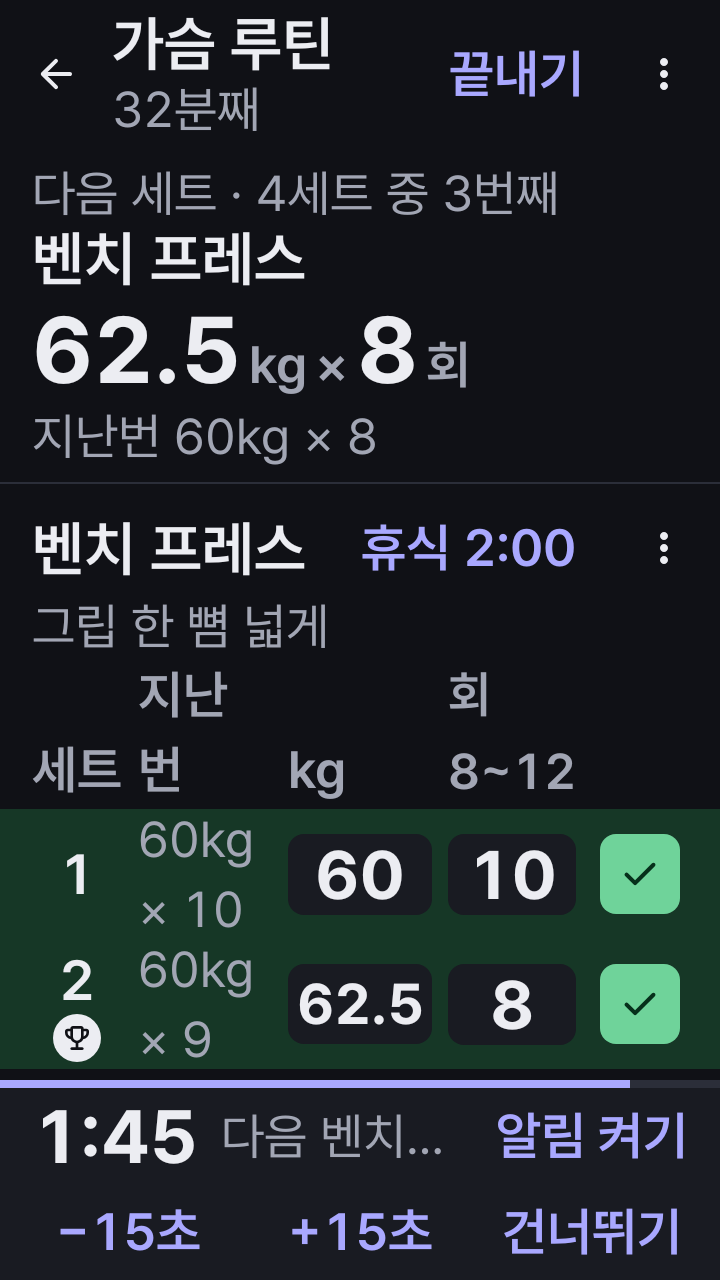 가슴 루틴
32분째
끝내기
다음 세트 · 4세트 중 3번째
벤치 프레스
62.5 kg × 8 회
지난번 60kg × 8
벤치 프레스 휴식 2:00
그립 한 뼘 넓게
세트 지난번 kg 회 8~12
1 60kg × 10 60 10
2 60kg × 9 62.5 8
1:45 다음 벤치... 알림 켜기
−15초 +15초 건너뛰기